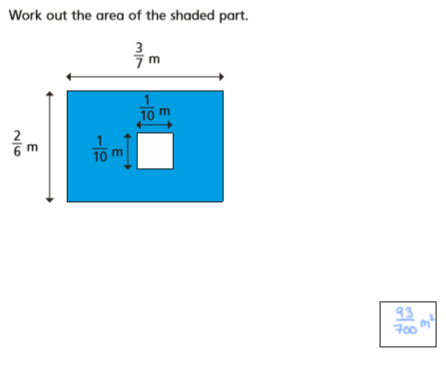 Work out the area of the shaded part.
3/7 m
1/10 m
2/6 m
1/10 m
93/700 m²